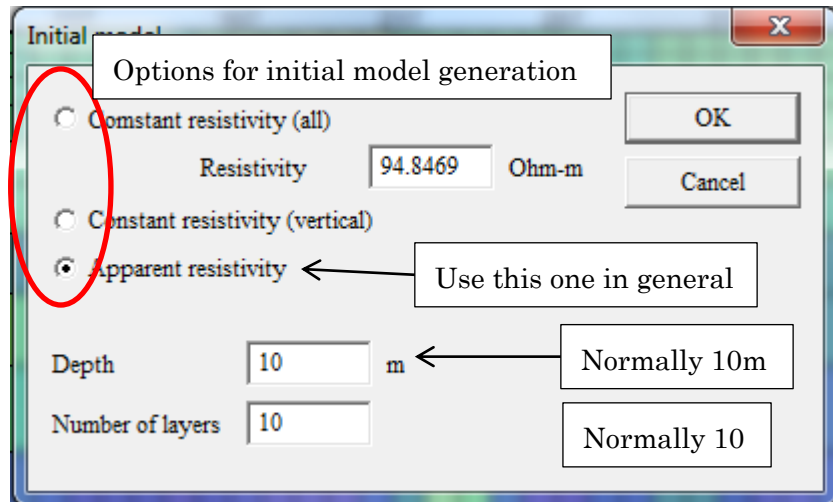 Initial model
Options for initial model generation
Comstant resistivity (all)
OK
Resistivity 94.8469 Ohm-m
Cancel
Constant resistivity (vertical)
Apparent resistivity
Use this one in general
Depth 10 m
Normally 10m
Number of layers 10
Normally 10